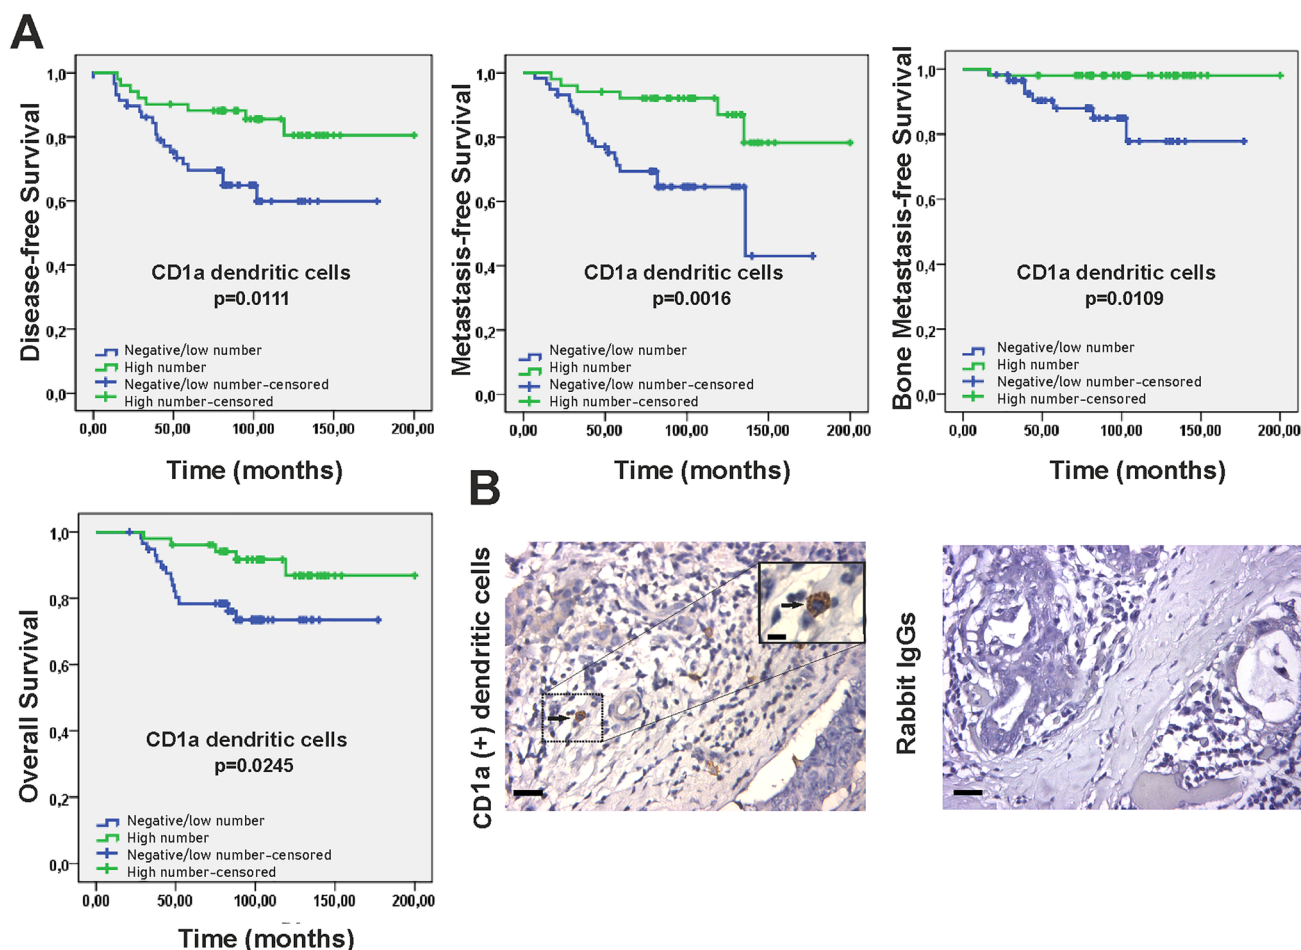 A
Disease-free Survival
1,0
0,8
0,6
0,4
0,2
0,0
CD1a dendritic cells
p=0.0111
Negative/low number
High number
Negative/low number-censored
High number-censored
0,00 50,00 100,00 150,00 200,00
Time (months)
Metastasis-free Survival
1,0
0,8
0,6
0,4
0,2
0,0
CD1a dendritic cells
p=0.0016
Negative/low number
High number
Negative/low number-censored
High number-censored
0,00 50,00 100,00 150,00 200,00
Time (months)
Bone Metastasis-free Survival
1,0
0,8
0,6
0,4
0,2
0,0
CD1a dendritic cells
p=0.0109
Negative/low number
High number
Negative/low number-censored
High number-censored
0,00 50,00 100,00 150,00 200,00
Time (months)
Overall Survival
1,0
0,8
0,6
0,4
0,2
0,0
CD1a dendritic cells
p=0.0245
Negative/low number
High number
Negative/low number-censored
High number-censored
0,00 50,00 100,00 150,00 200,00
Time (months)
B
CD1a (+) dendritic cells
Rabbit IgGs